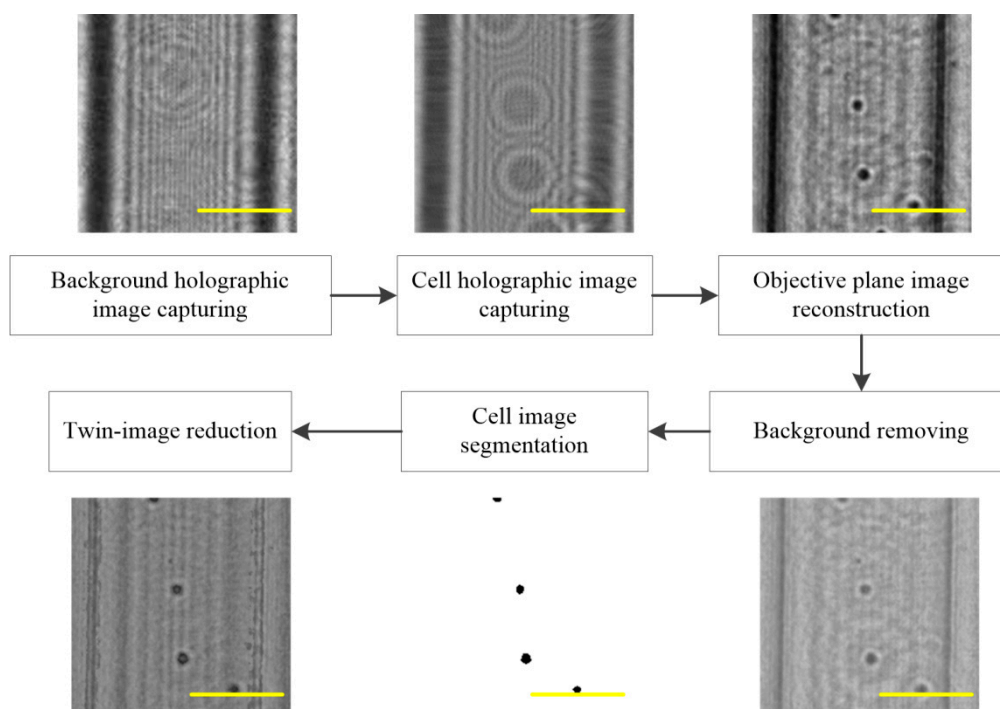 Background holographic
image capturing
Cell holographic image
capturing
Objective plane image
reconstruction
Twin-image reduction
Cell image
segmentation
Background removing